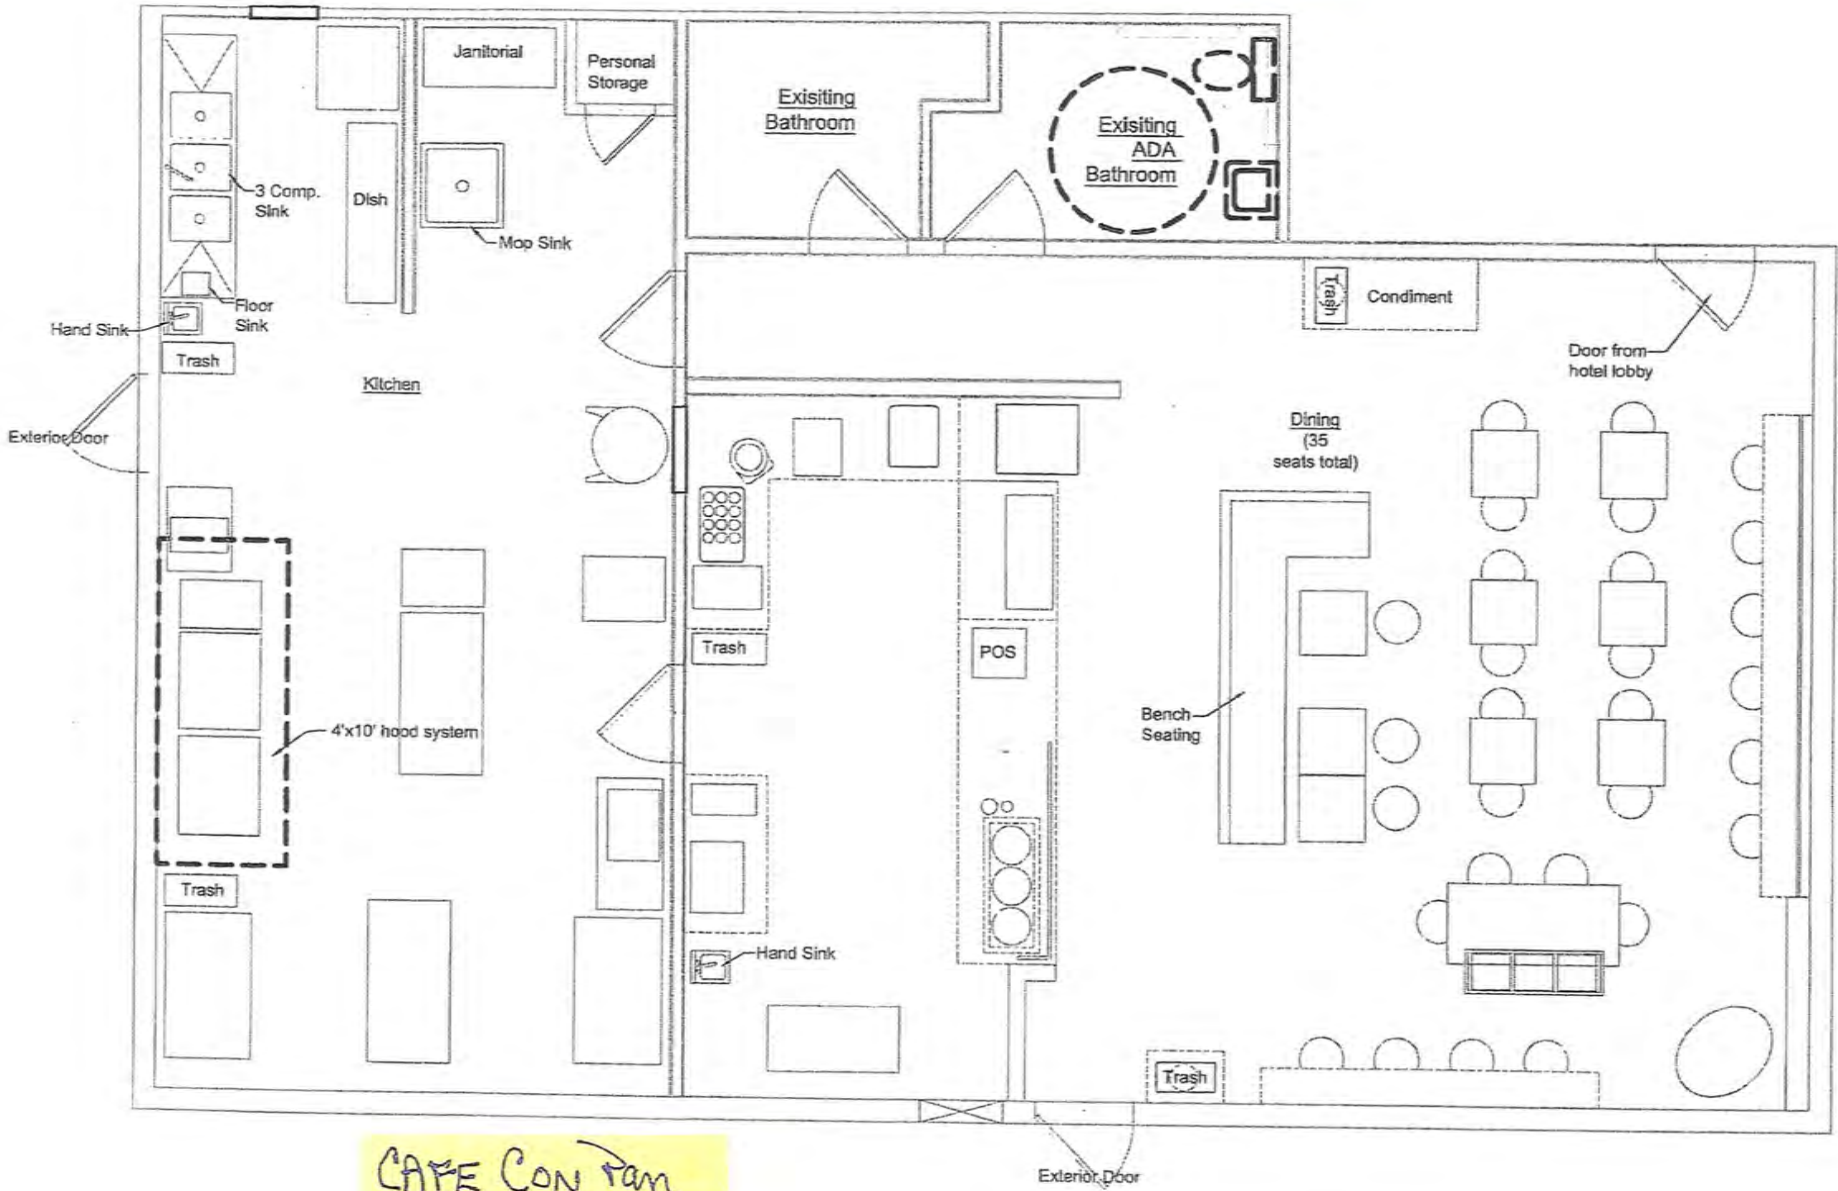 Janitorial
Personal
Storage
Exisiting
Bathroom
Exisiting
ADA
Bathroom
3 Comp.
Sink
Dish
Mop Sink
Floor
Sink
Hand Sink
Trash
Kitchen
Exterior Door
Trash
Condiment
Door from
hotel lobby
Dining
(35
seats total)
Trash
POS
Bench
Seating
4'x10' hood system
Trash
Hand Sink
Trash
Exterior Door
CAFE CON Pan